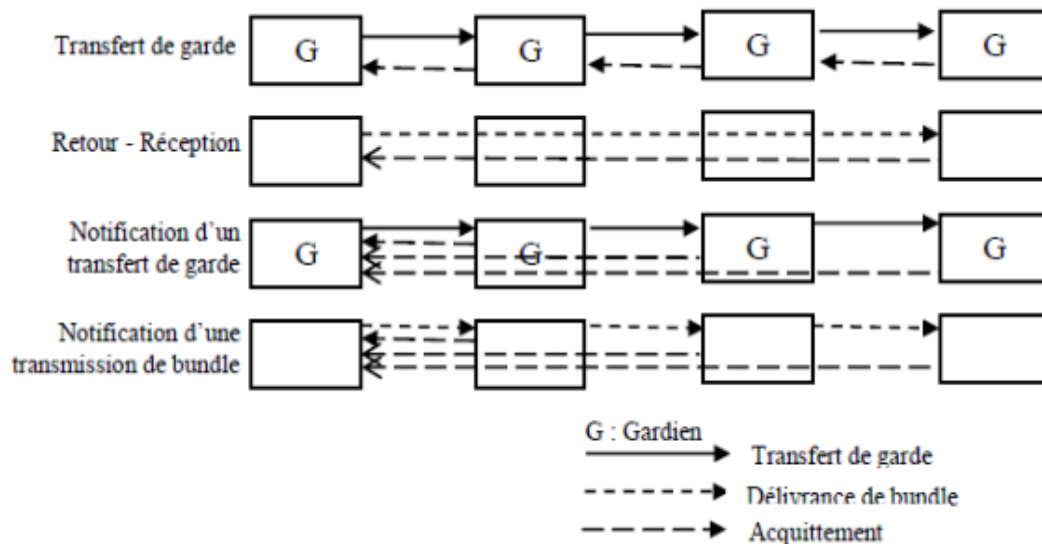 Transfert de garde
G
G
G
G
Retour - Réception
Notification d'un
transfert de garde
G
G
G
G
Notification d'une
transmission de bundle
G : Gardien
Transfert de garde
Délivrance de bundle
Acquittement